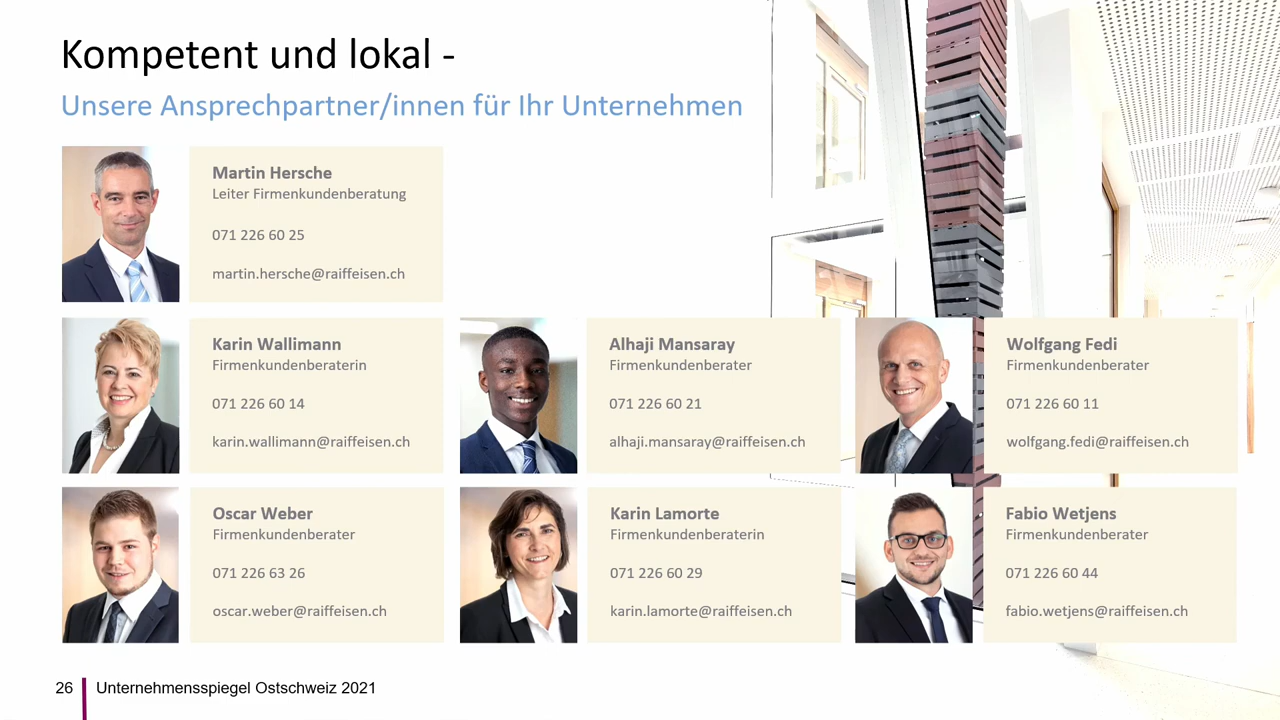 Kompetent und lokal -
Unsere Ansprechpartner/innen für Ihr Unternehmen
Martin Hersche
Leiter Firmenkundenberatung
071 226 60 25
martin.hersche@raiffeisen.ch
Karin Wallimann
Firmenkundenberaterin
071 226 60 14
karin.wallimann@raiffeisen.ch
Alhaji Mansaray
Firmenkundenberater
071 226 60 21
alhaji.mansaray@raiffeisen.ch
Wolfgang Fedi
Firmenkundenberater
071 226 60 11
wolfgang.fedi@raiffeisen.ch
Oscar Weber
Firmenkundenberater
071 226 63 26
oscar.weber@raiffeisen.ch
Karin Lamorte
Firmenkundenberaterin
071 226 60 29
karin.lamorte@raiffeisen.ch
Fabio Wetjens
Firmenkundenberater
071 226 60 44
fabio.wetjens@raiffeisen.ch
26 Unternehmensspiegel Ostschweiz 2021